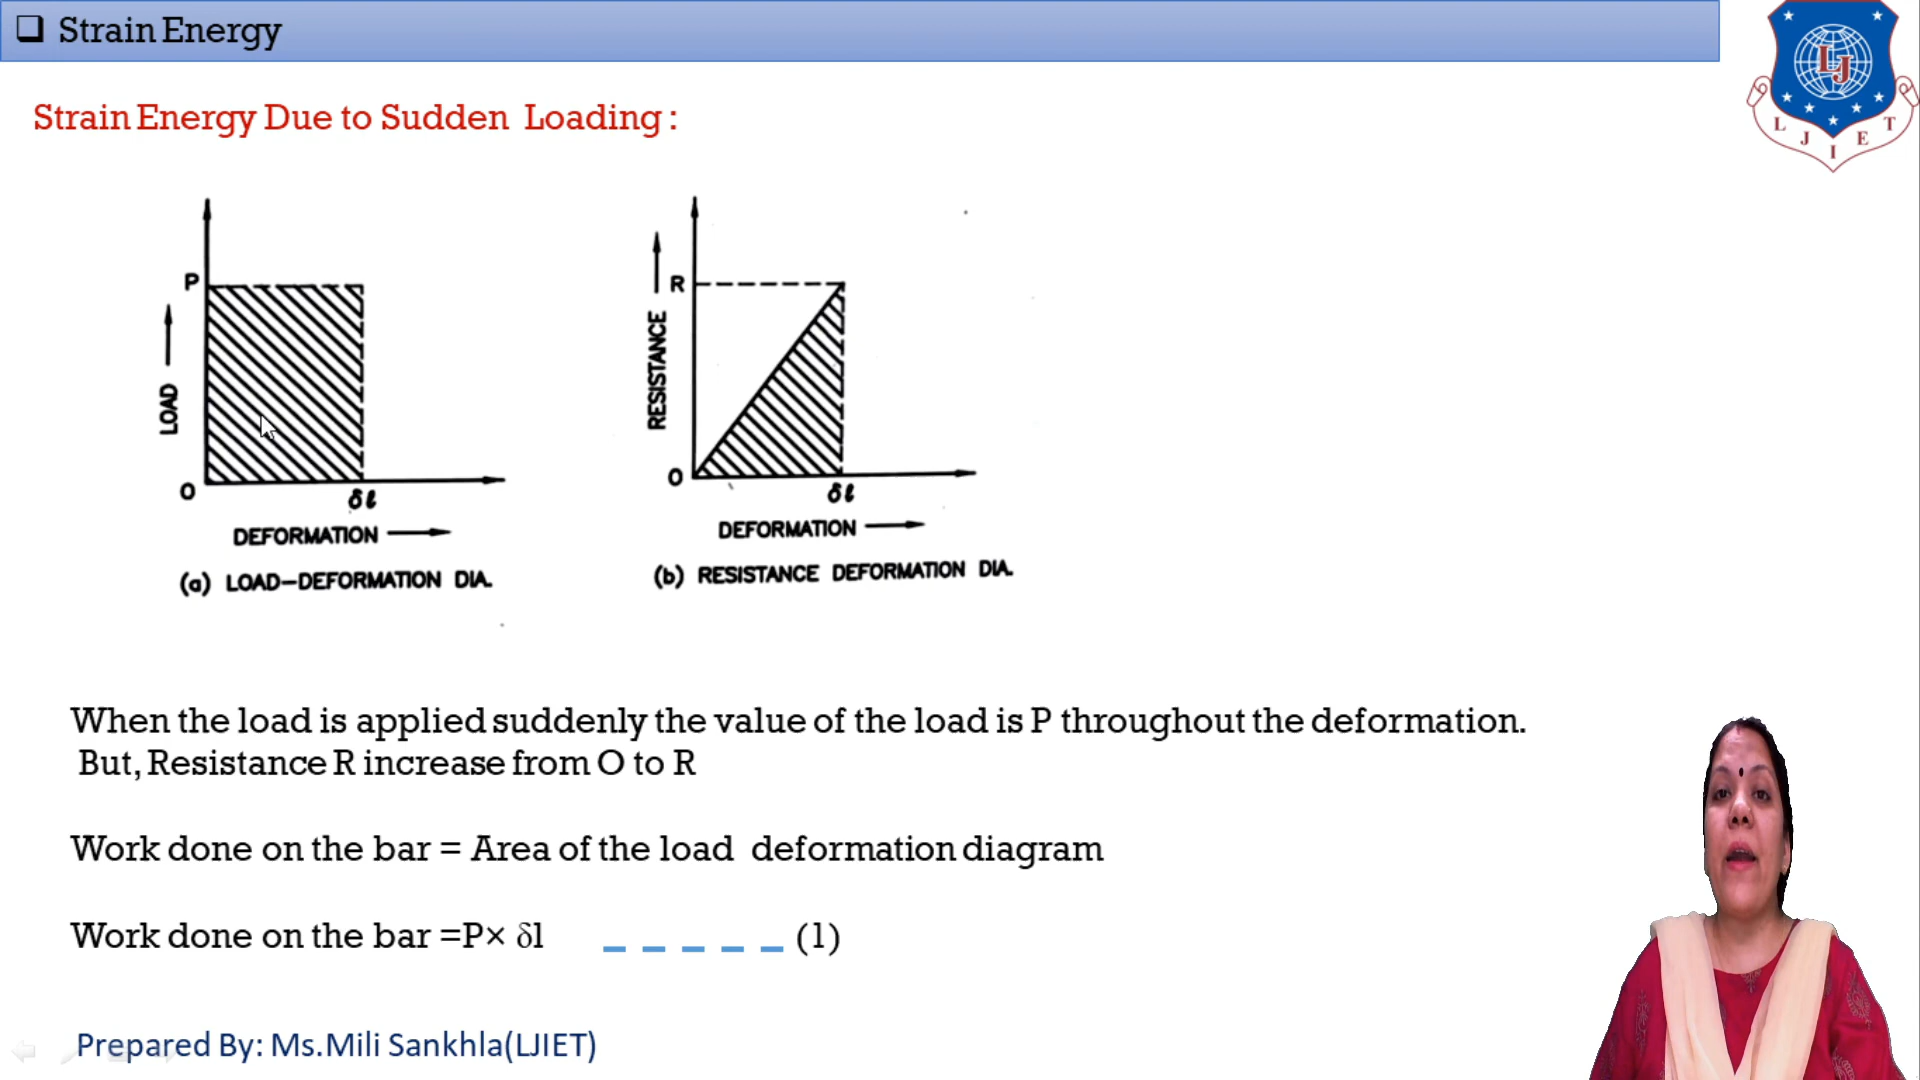 Strain Energy
Strain Energy Due to Sudden Loading :
P
LOAD
O
δl
DEFORMATION
(a) LOAD-DEFORMATION DIA.
R
RESISTANCE
O
δl
DEFORMATION
(b) RESISTANCE DEFORMATION DIA.
When the load is applied suddenly the value of the load is P throughout the deformation.
But, Resistance R increase from O to R
Work done on the bar = Area of the load deformation diagram
Work done on the bar =P× δl _ _ _ _ _ (1)
Prepared By: Ms.Mili Sankhla(LJIET)
LJ
L J I E T